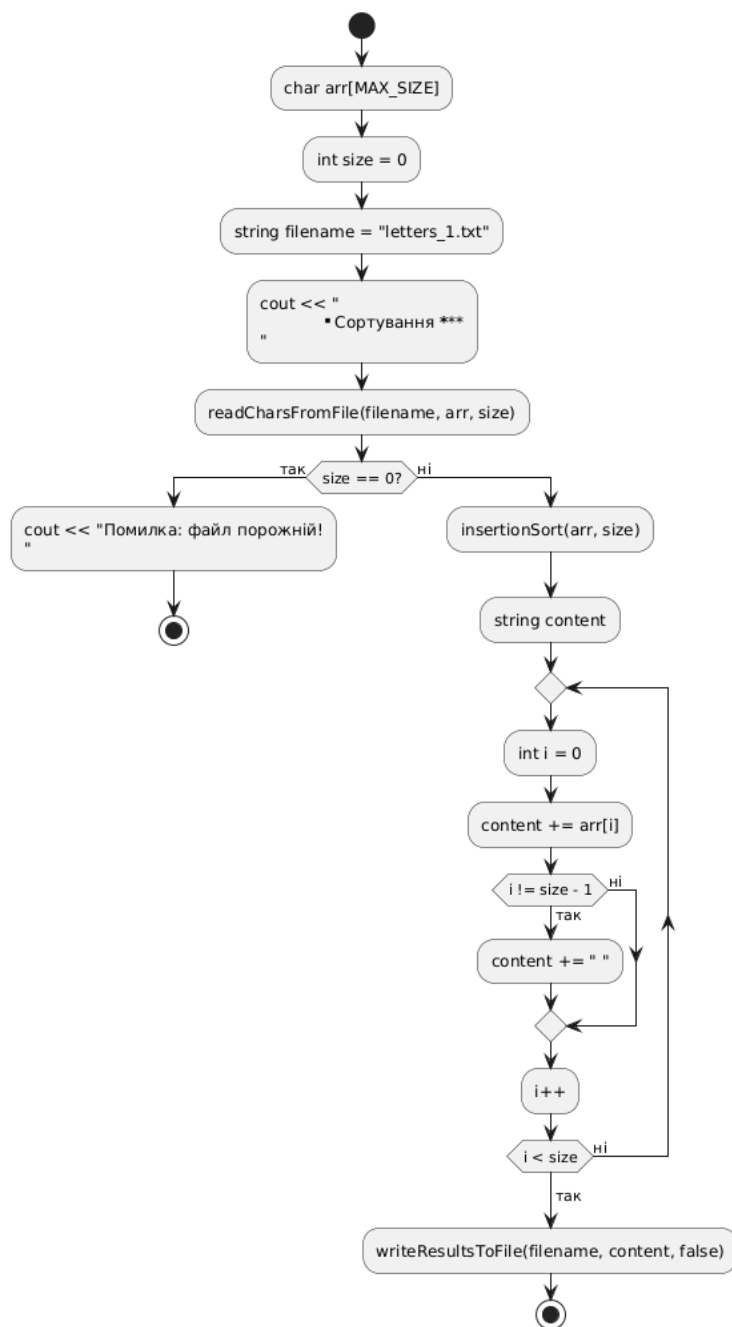 char arr[MAX_SIZE]
int size = 0
string filename = "letters_1.txt"
cout << "
▪ Сортування ***
"
readCharsFromFile(filename, arr, size)
так
size == 0?
ні
cout << "Помилка: файл порожній!
"
insertionSort(arr, size)
string content
int i = 0
content += arr[i]
i != size - 1
ні
так
content += " "
i++
i < size
ні
так
writeResultsToFile(filename, content, false)